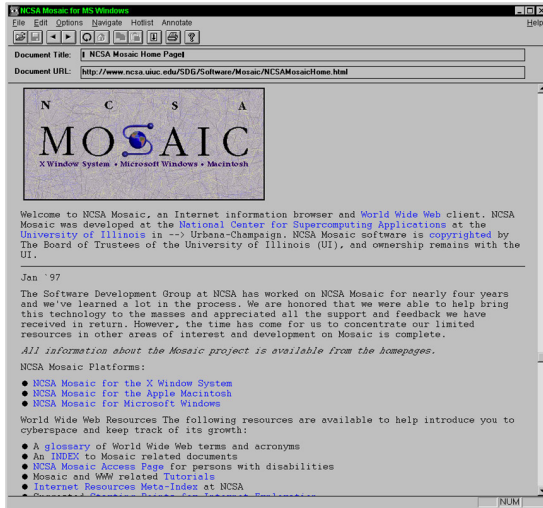 NCSA Mosaic for MS Windows
File Edit Options Navigate Hotlist Annotate Help
Document Title: NCSA Mosaic Home Page
Document URL: http://www.ncsa.uiuc.edu/SDG/Software/Mosaic/NCSAMosaicHome.html
N C S A
MOSAIC
X Window System • Microsoft Windows • Macintosh
Welcome to NCSA Mosaic, an Internet information browser and World Wide Web client. NCSA
Mosaic was developed at the National Center for Supercomputing Applications at the
University of Illinois in --> Urbana-Champaign. NCSA Mosaic software is copyrighted by
The Board of Trustees of the University of Illinois (UI), and ownership remains with the
UI.
Jan `97
The Software Development Group at NCSA has worked on NCSA Mosaic for nearly four years
and we've learned a lot in the process. We are honored that we were able to help bring
this technology to the masses and appreciated all the support and feedback we have
received in return. However, the time has come for us to concentrate our limited
resources in other areas of interest and development on Mosaic is complete.
All information about the Mosaic project is available from the homepages.
NCSA Mosaic Platforms:
● NCSA Mosaic for the X Window System
● NCSA Mosaic for the Apple Macintosh
● NCSA Mosaic for Microsoft Windows
World Wide Web Resources The following resources are available to help introduce you to
cyberspace and keep track of its growth:
● A glossary of World Wide Web terms and acronyms
● An INDEX to Mosaic related documents
● NCSA Mosaic Access Page for persons with disabilities
● Mosaic and WWW related Tutorials
● Internet Resources Meta-Index at NCSA
● Suggested Starting Points for Internet Exploration
NUM